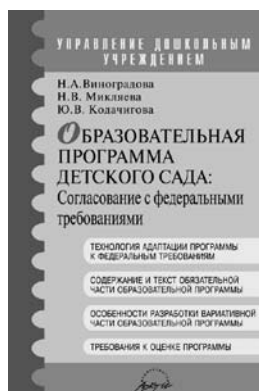 УПРАВЛЕНИЕ ДОШКОЛЬНЫМ
УЧРЕЖДЕНИЕМ
Н.А.Виноградова
Н.В. Микляева
Ю.В. Кодачигова
ОБРАЗОВАТЕЛЬНАЯ
ПРОГРАММА
ДЕТСКОГО САДА:
Согласование с федеральными
требованиями
ТЕХНОЛОГИЯ АДАПТАЦИИ ПРОГРАММЫ
К ФЕДЕРАЛЬНЫМ ТРЕБОВАНИЯМ
СОДЕРЖАНИЕ И ТЕКСТ ОБЯЗАТЕЛЬНОЙ
ЧАСТИ ОБРАЗОВАТЕЛЬНОЙ ПРОГРАММЫ
ОСОБЕННОСТИ РАЗРАБОТКИ ВАРИАТИВНОЙ
ЧАСТИ ОБРАЗОВАТЕЛЬНОЙ ПРОГРАММЫ
ТРЕБОВАНИЯ К ОЦЕНКЕ ПРОГРАММЫ